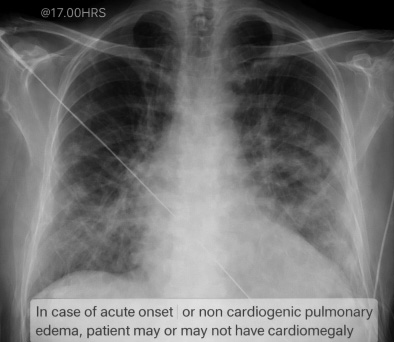 @17.00HRS
In case of acute onset or non cardiogenic pulmonary
edema, patient may or may not have cardiomegaly